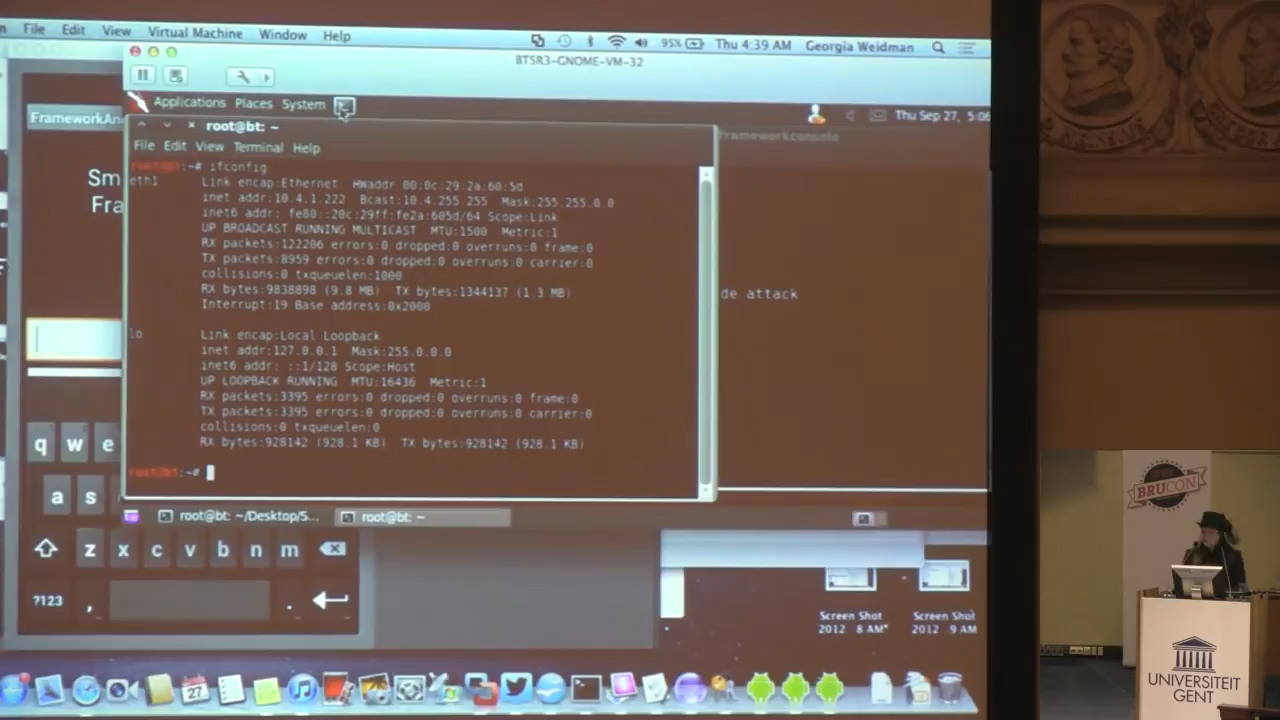 File Edit View Virtual Machine Window Help
95% Thu 4:39 AM Georgia Weidman
BT5R3-GNOME-VM-32
Applications Places System
Thu Sep 27, 5:06
FrameworkAn
root@bt: ~
frameworkconsole
File Edit View Terminal Help
root@bt:~# ifconfig
eth1 Link encap:Ethernet HWaddr 00:0c:29:2a:60:5d
inet addr:10.4.1.222 Bcast:10.4.255.255 Mask:255.255.0.0
inet6 addr: fe80::20c:29ff:fe2a:605d/64 Scope:Link
UP BROADCAST RUNNING MULTICAST MTU:1500 Metric:1
RX packets:122206 errors:0 dropped:0 overruns:0 frame:0
TX packets:8959 errors:0 dropped:0 overruns:0 carrier:0
collisions:0 txqueuelen:1000
RX bytes:9838898 (9.8 MB) TX bytes:1344137 (1.3 MB)
Interrupt:19 Base address:0x2000
lo Link encap:Local Loopback
inet addr:127.0.0.1 Mask:255.0.0.0
inet6 addr: ::1/128 Scope:Host
UP LOOPBACK RUNNING MTU:16436 Metric:1
RX packets:3395 errors:0 dropped:0 overruns:0 frame:0
TX packets:3395 errors:0 dropped:0 overruns:0 carrier:0
collisions:0 txqueuelen:0
RX bytes:928142 (928.1 KB) TX bytes:928142 (928.1 KB)
root@bt:~#
Sm
Fra
de attack
q w e
a s
root@bt: ~/Desktop/S...
root@bt: ~
z x c v b n m
?123 , .
Screen Shot
2012 8 AM
Screen Shot
2012 9 AM
27
BRUCON
UNIVERSITEIT
GENT